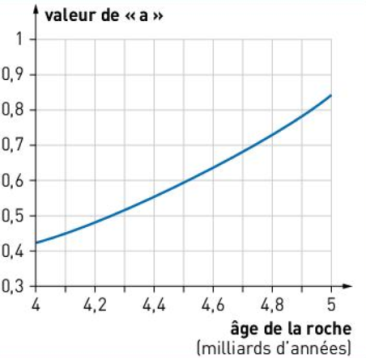 valeur de « a »
1
0,9
0,8
0,7
0,6
0,5
0,4
0,3
4 4,2 4,4 4,6 4,8 5
âge de la roche
(milliards d'années)